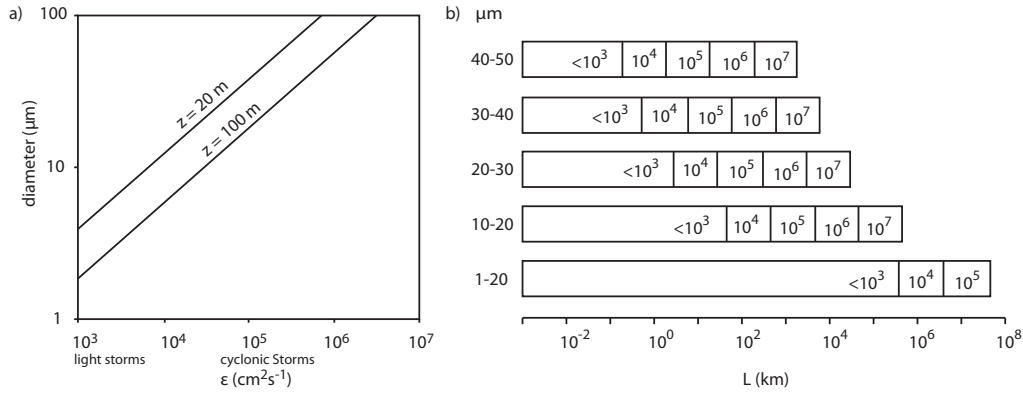 a)
100
10
1
diameter (μm)
z = 20 m
z = 100 m
10³ 10⁴ 10⁵ 10⁶ 10⁷
light storms cyclonic Storms
ε (cm²s⁻¹)
b) μm
40-50 <10³ 10⁴ 10⁵ 10⁶ 10⁷
30-40 <10³ 10⁴ 10⁵ 10⁶ 10⁷
20-30 <10³ 10⁴ 10⁵ 10⁶ 10⁷
10-20 <10³ 10⁴ 10⁵ 10⁶ 10⁷
1-20 <10³ 10⁴ 10⁵
10⁻² 10⁰ 10² 10⁴ 10⁶ 10⁸
L (km)